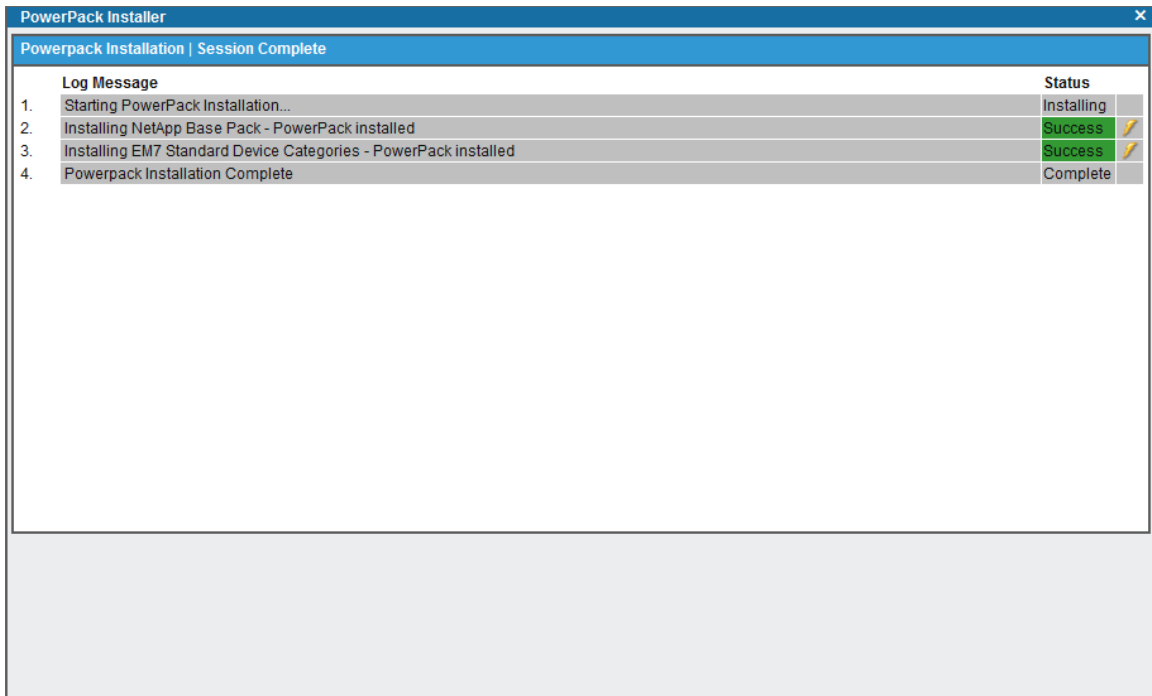 PowerPack Installer ×
Powerpack Installation | Session Complete
Log Message Status
1. Starting PowerPack Installation... Installing
2. Installing NetApp Base Pack - PowerPack installed Success
3. Installing EM7 Standard Device Categories - PowerPack installed Success
4. Powerpack Installation Complete Complete